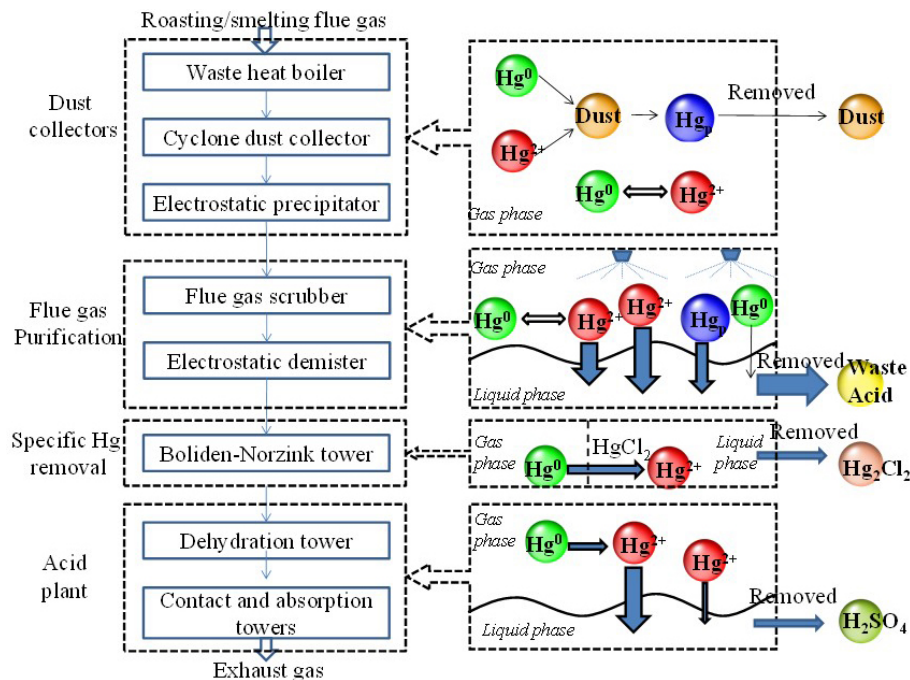 Roasting/smelting flue gas
Dust
collectors
Waste heat boiler
Cyclone dust collector
Electrostatic precipitator
Hg⁰
Hg²⁺
Dust
Hgₚ
Removed
Dust
Hg⁰
Hg²⁺
Gas phase
Flue gas
Purification
Flue gas scrubber
Electrostatic demister
Gas phase
Hg⁰
Hg²⁺
Hg²⁺
Hgₚ
Hg⁰
Liquid phase
Removed
Waste
Acid
Specific Hg
removal
Boliden-Norzink tower
Gas
phase
Hg⁰
HgCl₂
Hg²⁺
Liquid
phase
Removed
Hg₂Cl₂
Acid
plant
Dehydration tower
Contact and absorption
towers
Gas
phase
Hg⁰
Hg²⁺
Hg²⁺
Liquid phase
Removed
H₂SO₄
Exhaust gas